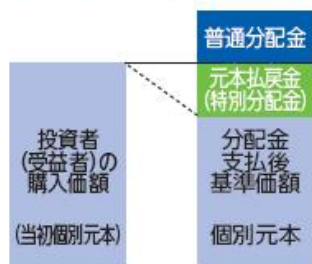 普通分配金
元本払戻金
(特別分配金)
投資者
(受益者)の
購入価額
(当初個別元本)
分配金
支払後
基準価額
個別元本